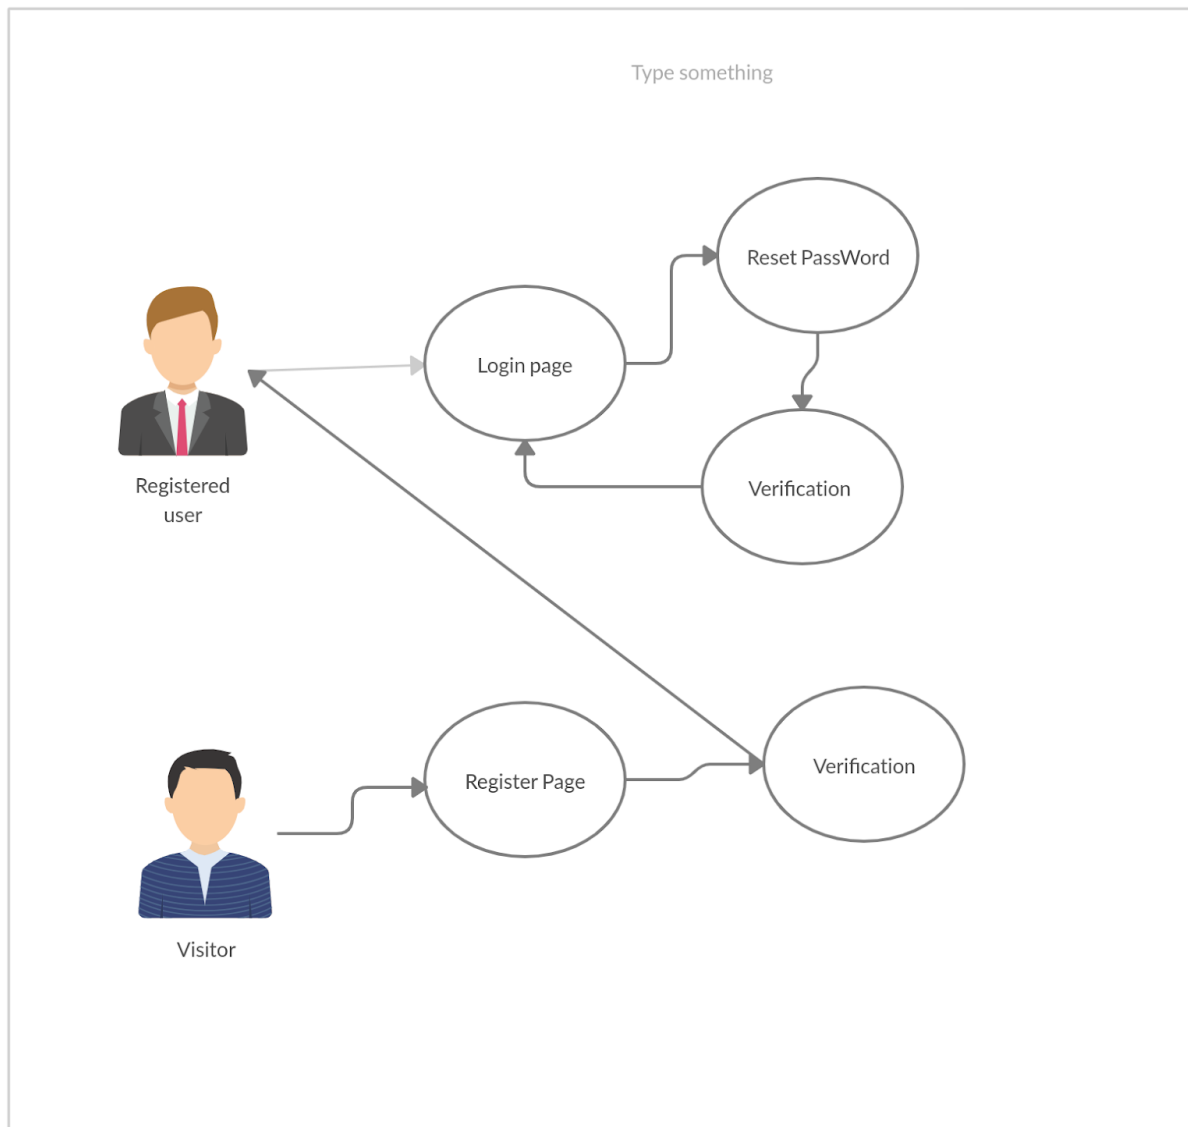 Type something
Reset PassWord
Login page
Registered
user
Verification
Register Page
Verification
Visitor